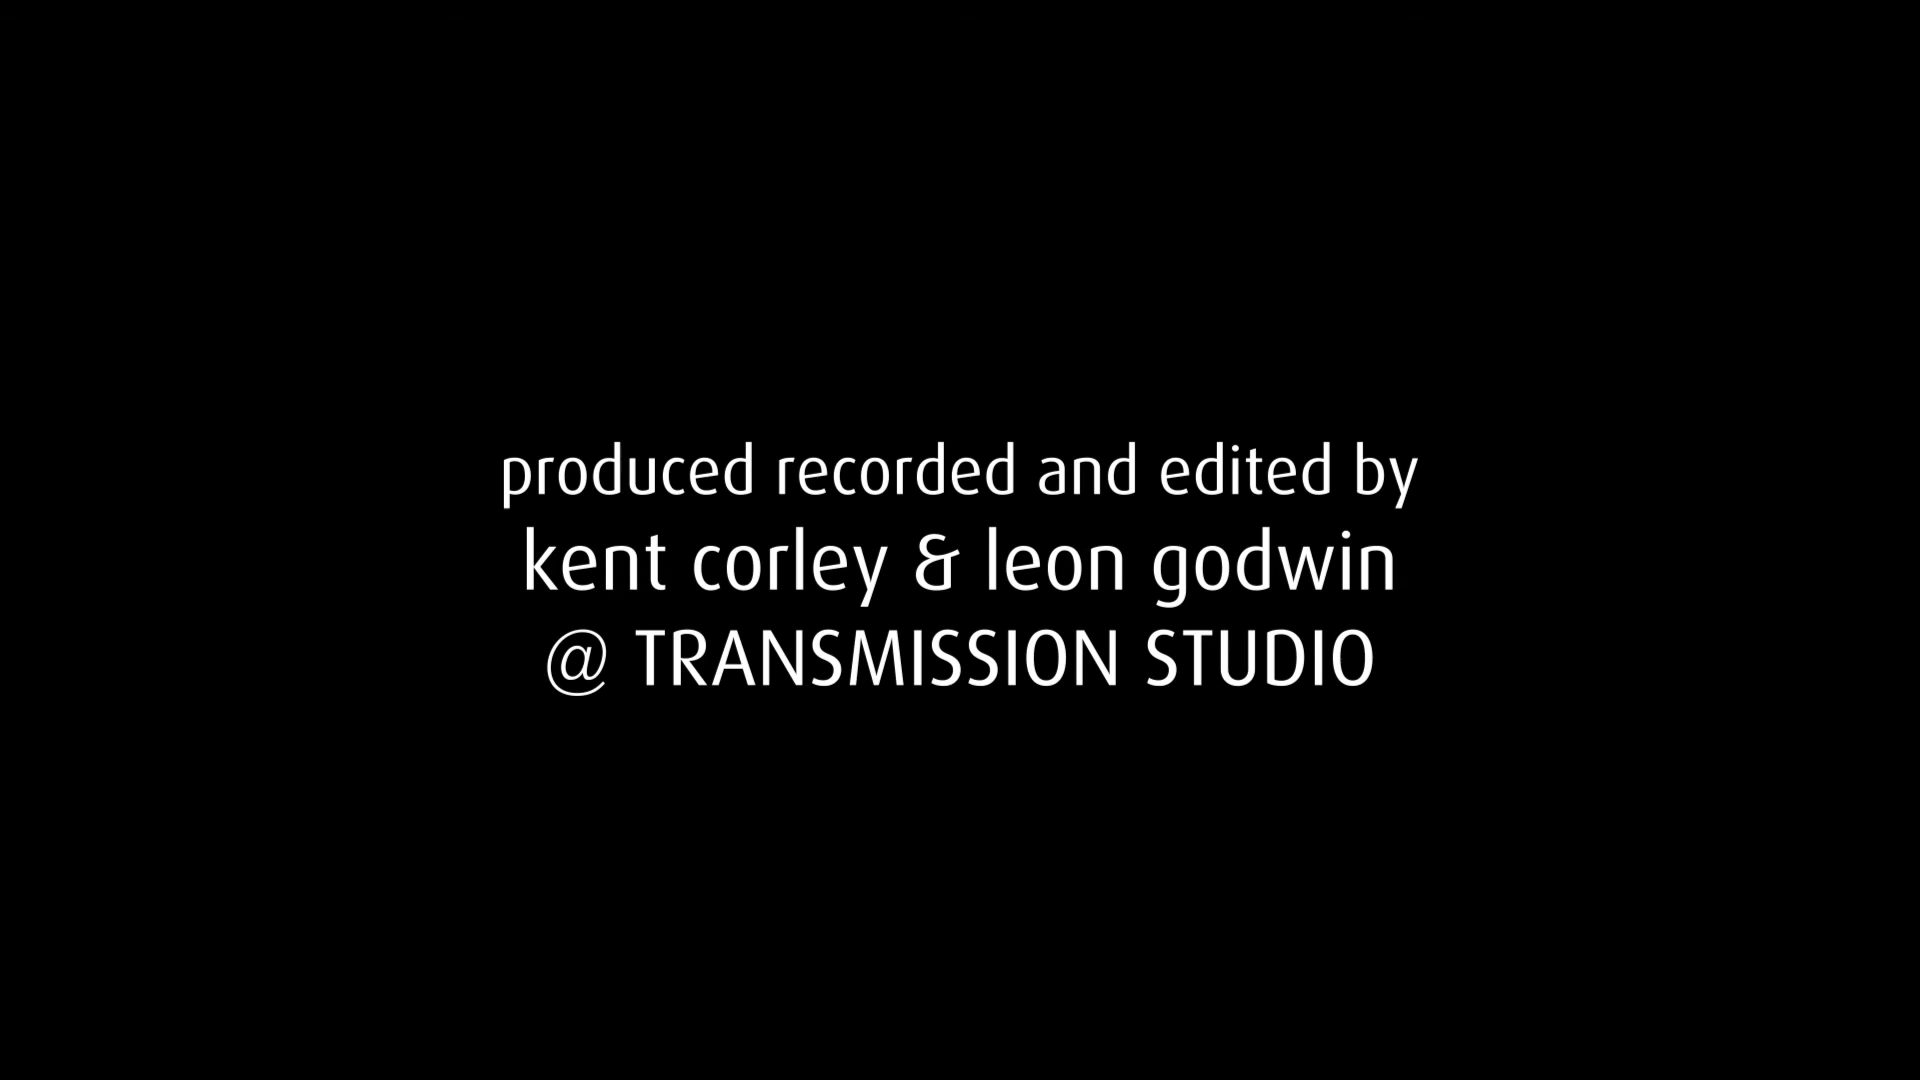 produced recorded and edited by
kent corley & leon godwin
@ TRANSMISSION STUDIO